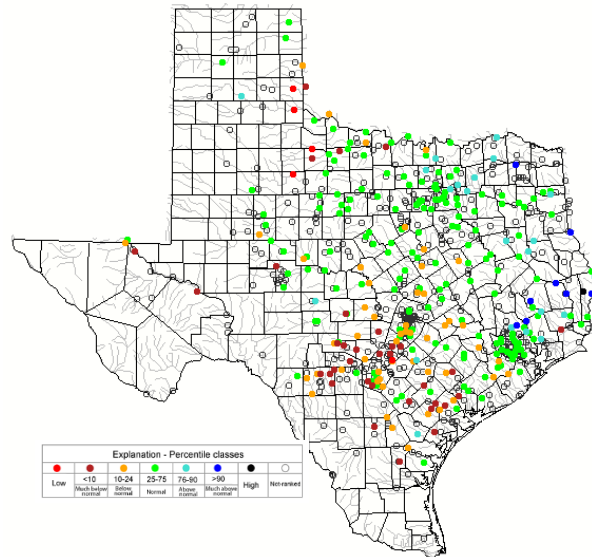 Explanation - Percentile classes
Low
<10
Much below normal
10-24
Below normal
25-75
Normal
76-90
Above normal
>90
Much above normal
High
Not-ranked